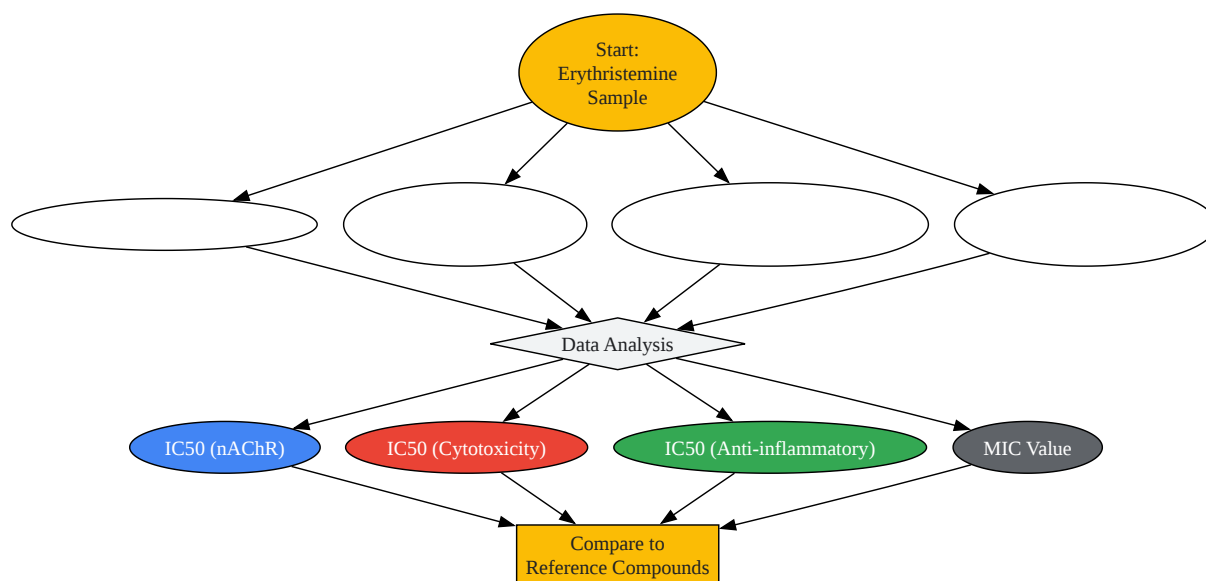 Start:
Erythristemine
Sample
Data Analysis
IC50 (nAChR)
IC50 (Cytotoxicity)
IC50 (Anti-inflammatory)
MIC Value
Compare to
Reference Compounds